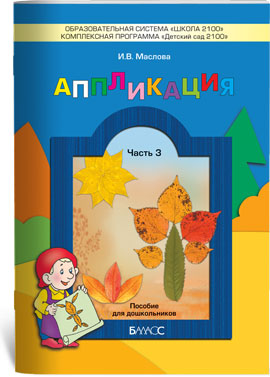 ОБРАЗОВАТЕЛЬНАЯ СИСТЕМА «ШКОЛА 2100»
КОМПЛЕКСНАЯ ПРОГРАММА «Детский сад 2100»
И.В. Маслова
АППЛИКАЦИЯ
Часть 3
Пособие
для дошкольников
БАЛАСС